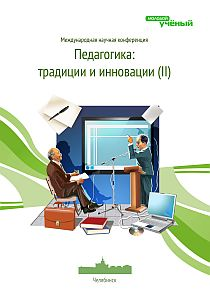 молодой
учёный
Международная научная конференция
Педагогика:
традиции и инновации (II)
Челябинск